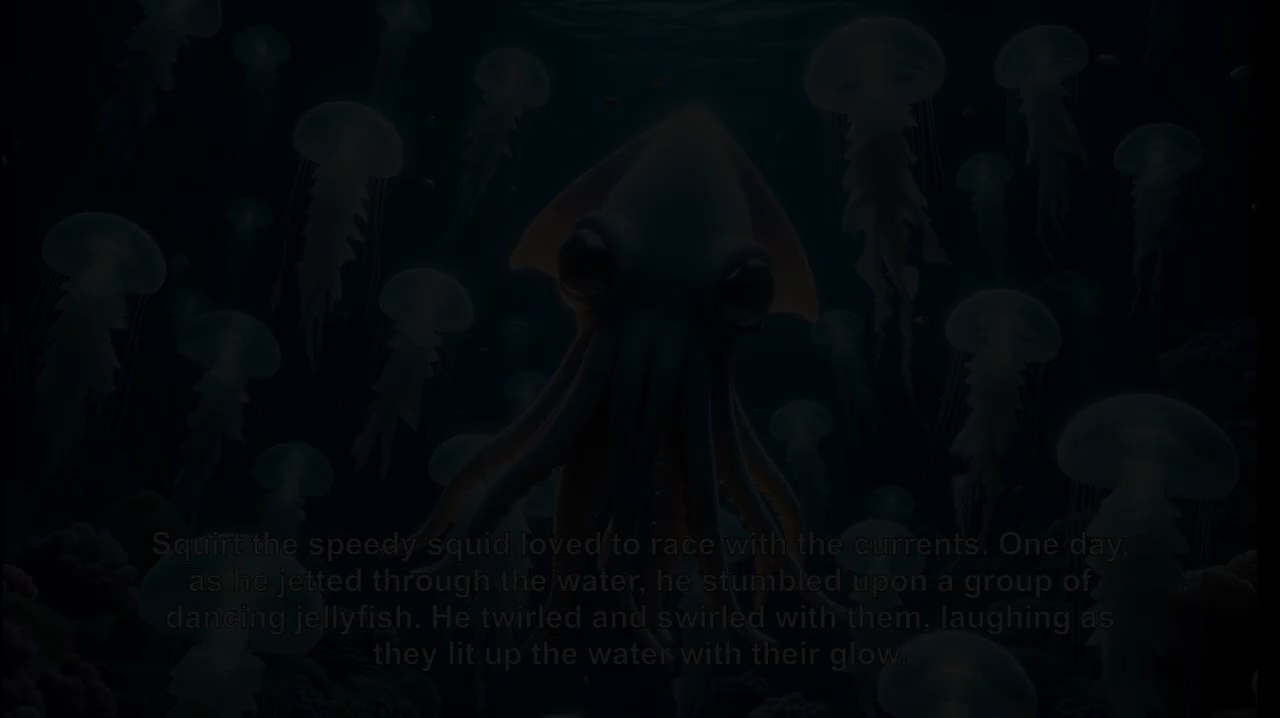 Squirt the speedy squid loved to race with the currents. One day,
as he jetted through the water, he stumbled upon a group of
dancing jellyfish. He twirled and swirled with them, laughing as
they lit up the water with their glow.